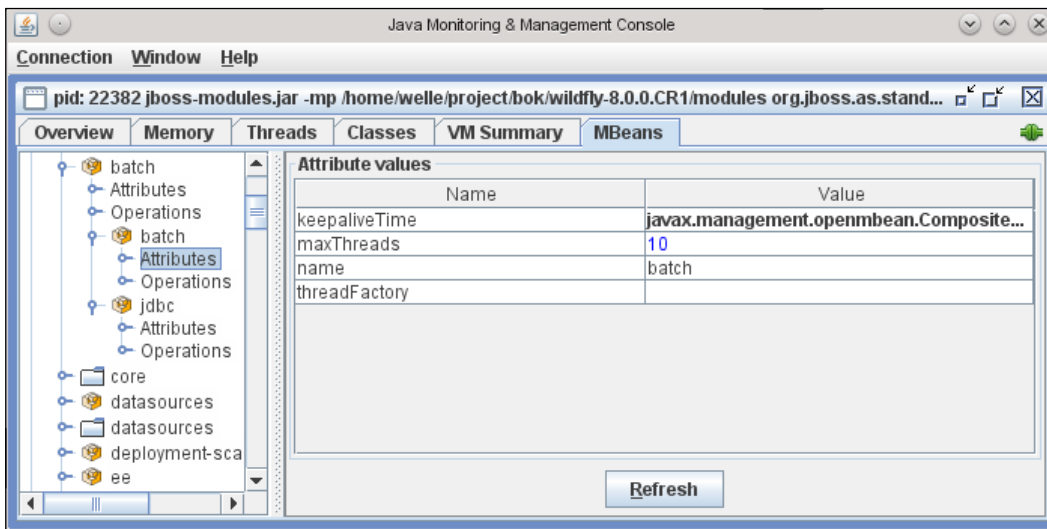 Java Monitoring & Management Console
Connection Window Help
pid: 22382 jboss-modules.jar -mp /home/welle/project/bok/wildfly-8.0.0.CR1/modules org.jboss.as.stand...
Overview Memory Threads Classes VM Summary MBeans
batch
Attributes
Operations
batch
Attributes
Operations
jdbc
Attributes
Operations
core
datasources
datasources
deployment-sca
ee
Attribute values
Name Value
keepaliveTime javax.management.openmbean.Composite...
maxThreads 10
name batch
threadFactory
Refresh